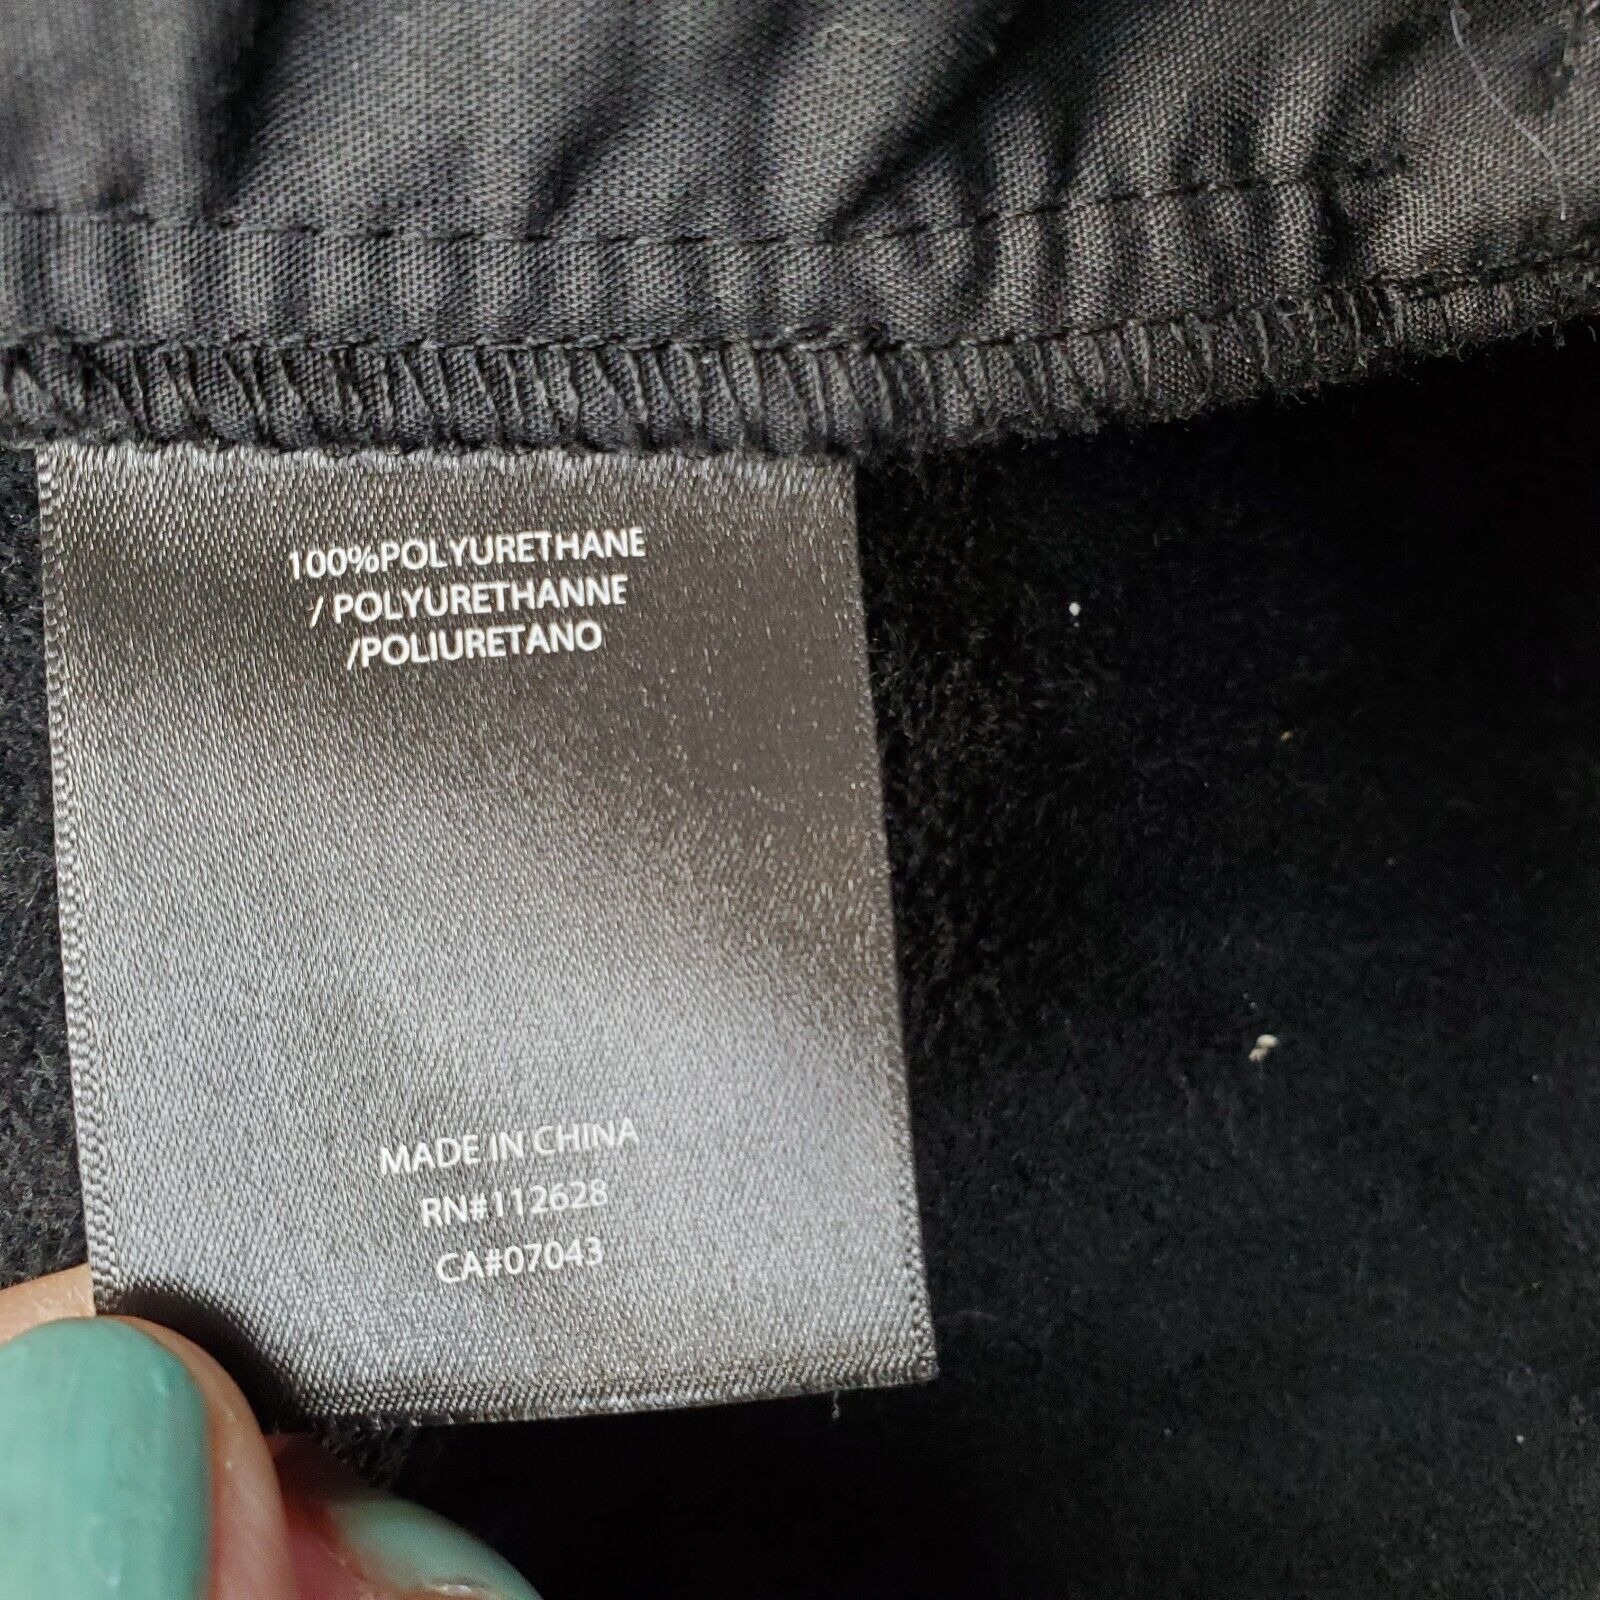 100%POLYURETHANE
/ POLYURETHANNE
/POLIURETANO
MADE IN CHINA
RN#112628
CA#07043